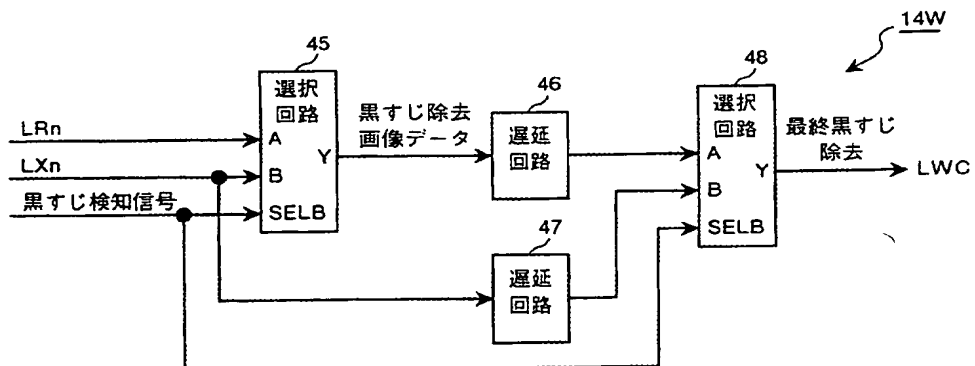 14W
45
48
46
選択
回路
選択
回路
LRn
A
黒すじ除去
画像データ
遅延
回路
A
最終黒すじ
除去
LXn
B
Y
B
Y
LWC
黒すじ検知信号
SELB
SELB
47
遅延
回路